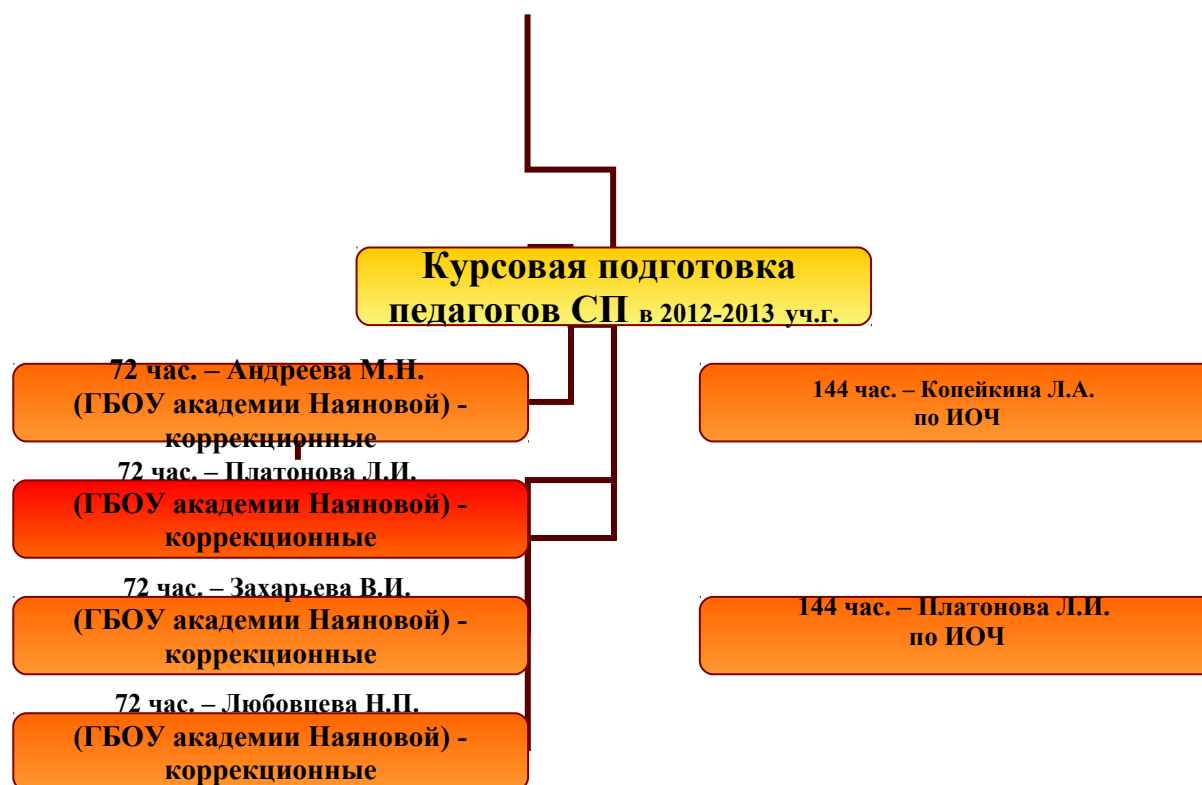 Курсовая подготовка
педагогов СП в 2012-2013 уч.г.
72 час. – Андреева М.Н.
(ГБОУ академии Наяновой) -
коррекционные
72 час. – Платонова Л.И.
(ГБОУ академии Наяновой) -
коррекционные
72 час. – Захарьева В.И.
(ГБОУ академии Наяновой) -
коррекционные
72 час. – Любовцева Н.П.
(ГБОУ академии Наяновой) -
коррекционные
144 час. – Копейкина Л.А.
по ИОЧ
144 час. – Платонова Л.И.
по ИОЧ